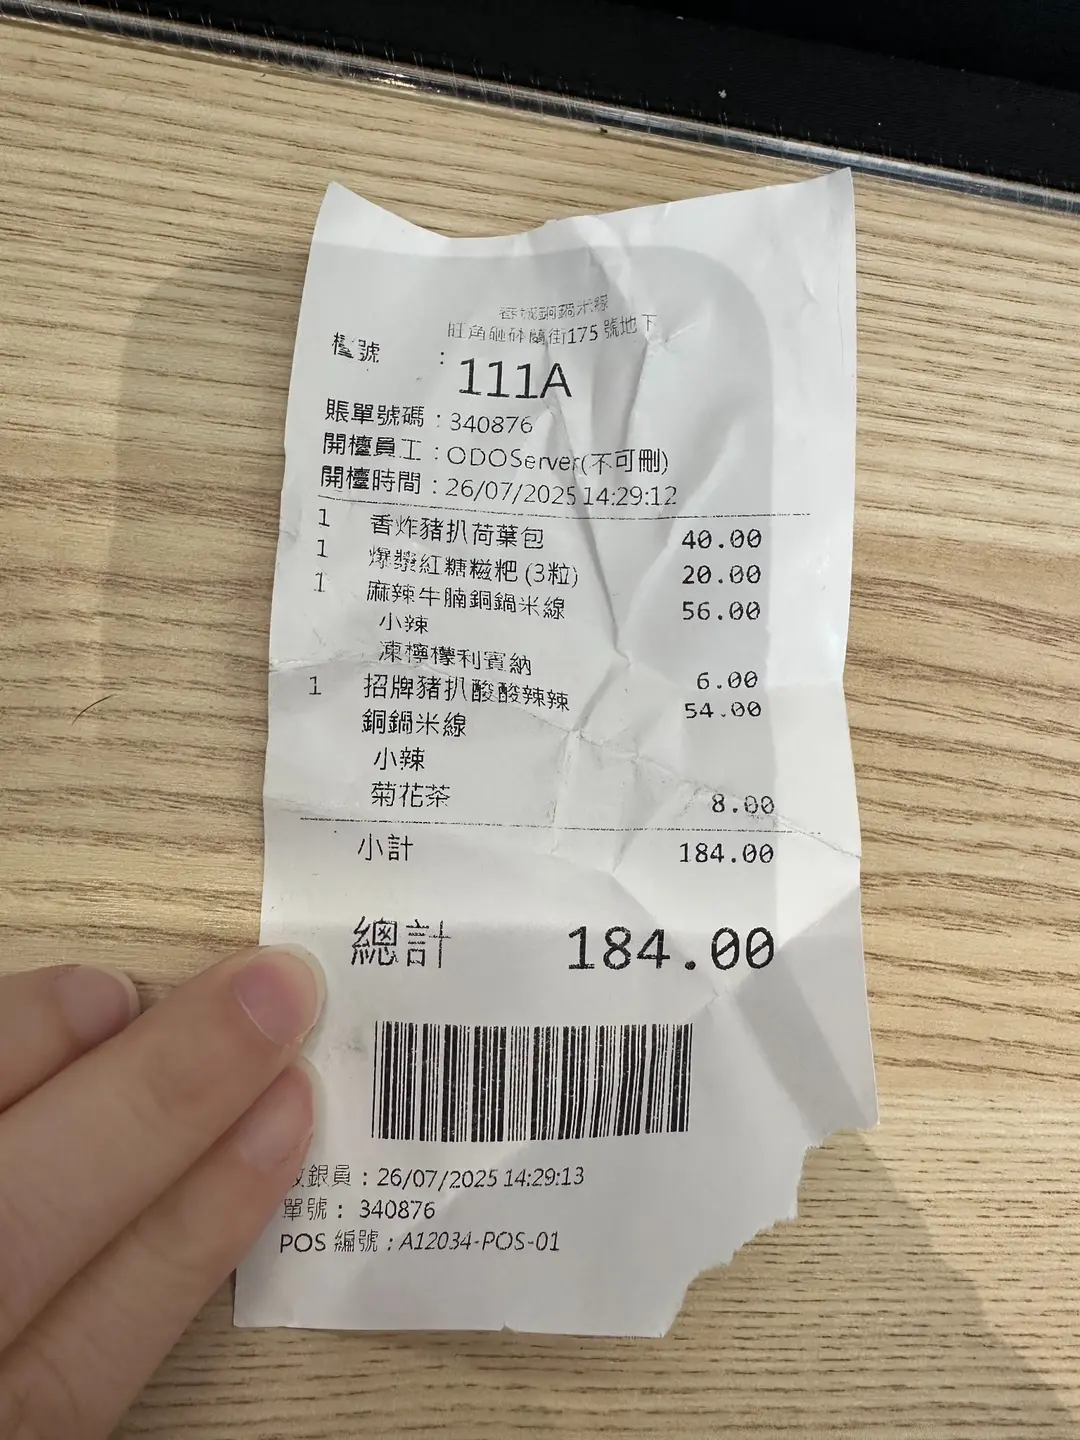 春城銅鍋米線
旺角砵蘭街175 號地下
檯號 : 111A
賬單號碼 : 340876
開檯員工 : ODOServer(不可刪)
開檯時間 : 26/07/2025 14:29:12
1 香炸豬扒荷葉包 40.00
1 爆漿紅糖糍粑 (3粒) 20.00
1 麻辣牛腩銅鍋米線 56.00
小辣
凍檸檬利賓納 6.00
1 招牌豬扒酸酸辣辣 54.00
銅鍋米線
小辣
菊花茶 8.00
小計 184.00
總計 184.00
銀員 : 26/07/2025 14:29:13
單號 : 340876
POS 編號 : A12034-POS-01